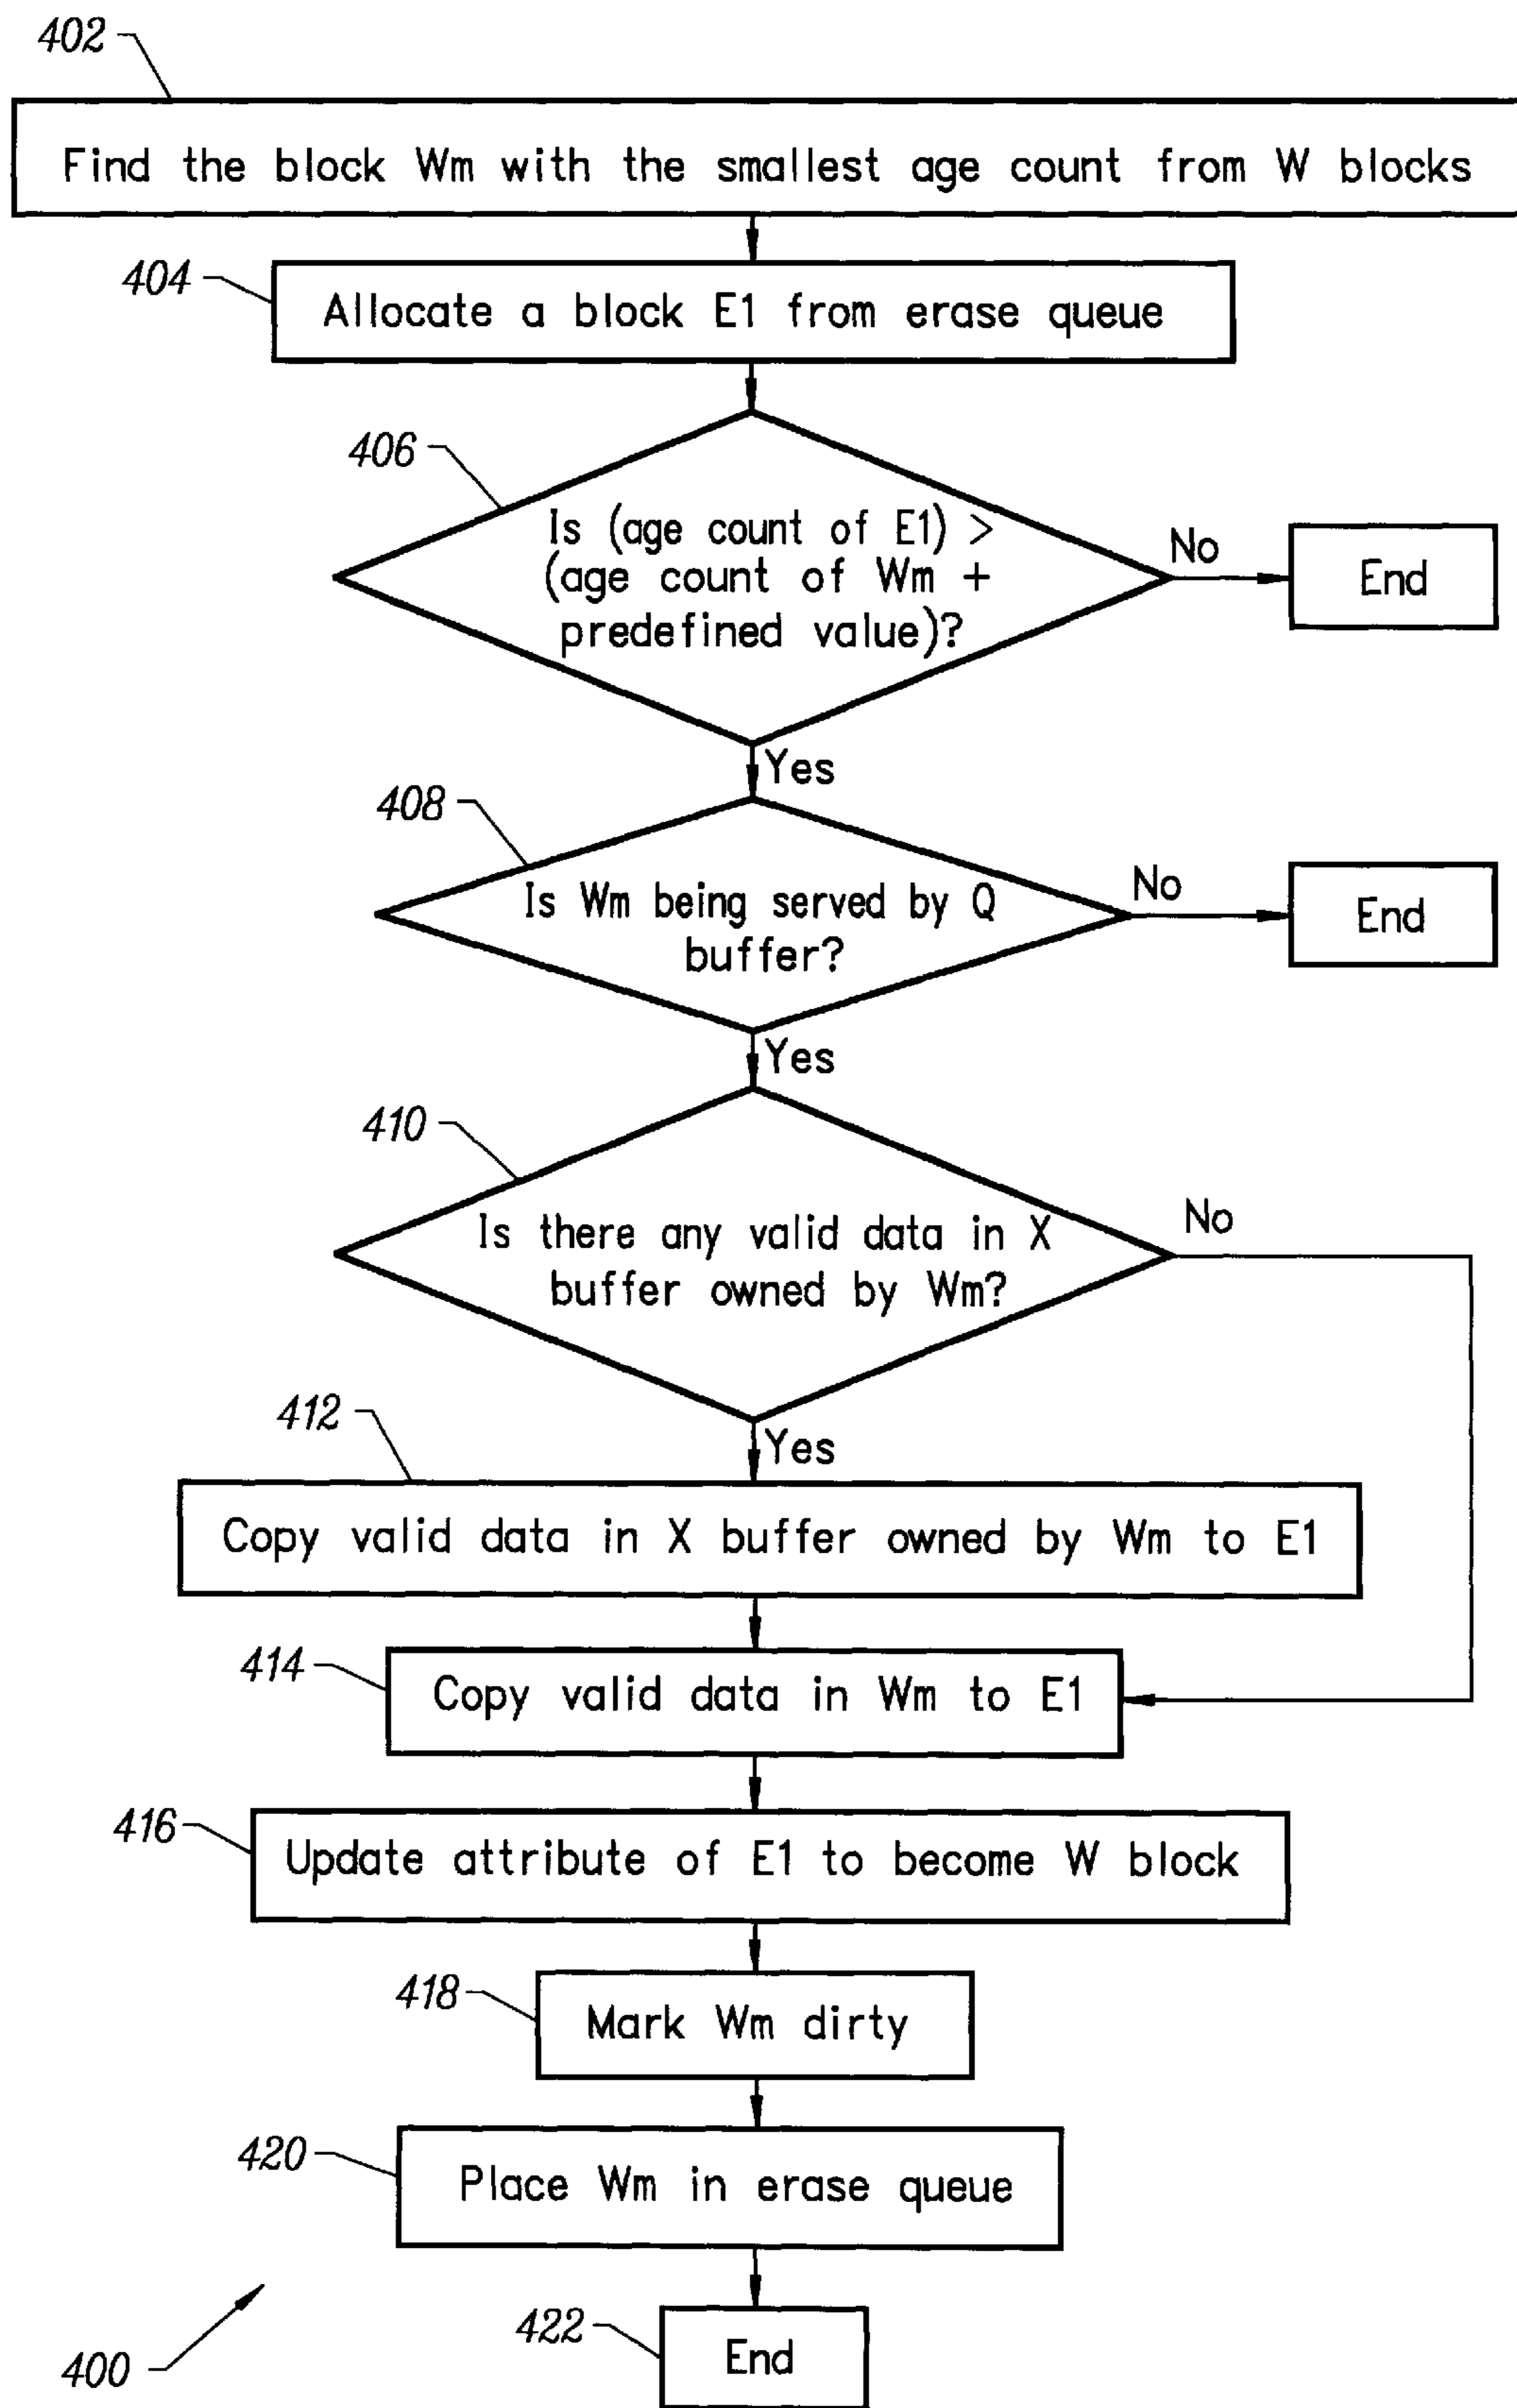 402
Find the block Wm with the smallest age count from W blocks
404
Allocate a block E1 from erase queue
406
Is (age count of E1) >
(age count of Wm +
predefined value)?
No
End
Yes
408
Is Wm being served by Q
buffer?
No
End
Yes
410
Is there any valid data in X
buffer owned by Wm?
No
Yes
412
Copy valid data in X buffer owned by Wm to E1
414
Copy valid data in Wm to E1
416
Update attribute of E1 to become W block
418
Mark Wm dirty
420
Place Wm in erase queue
422
End
400